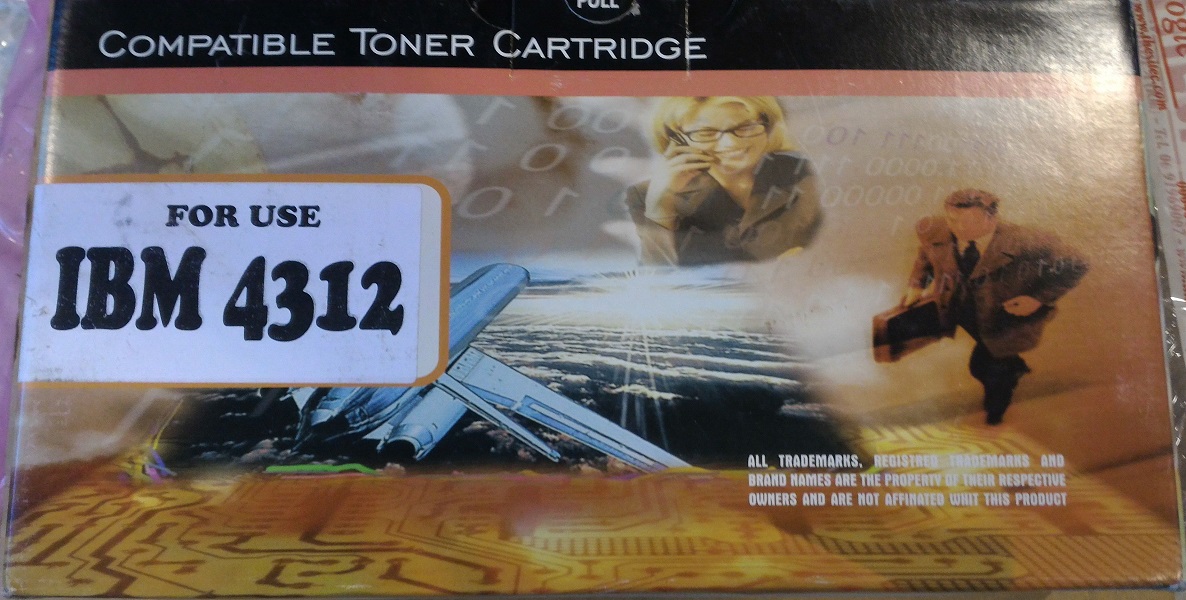 PULL
COMPATIBLE TONER CARTRIDGE
FOR USE
IBM 4312
ALL TRADEMARKS, REGISTRED TRADEMARKS AND
BRAND NAMES ARE THE PROPERTY OF THEIR RESPECTIVE
OWNERS AND ARE NOT AFFINATED WHIT THIS PRODUCT